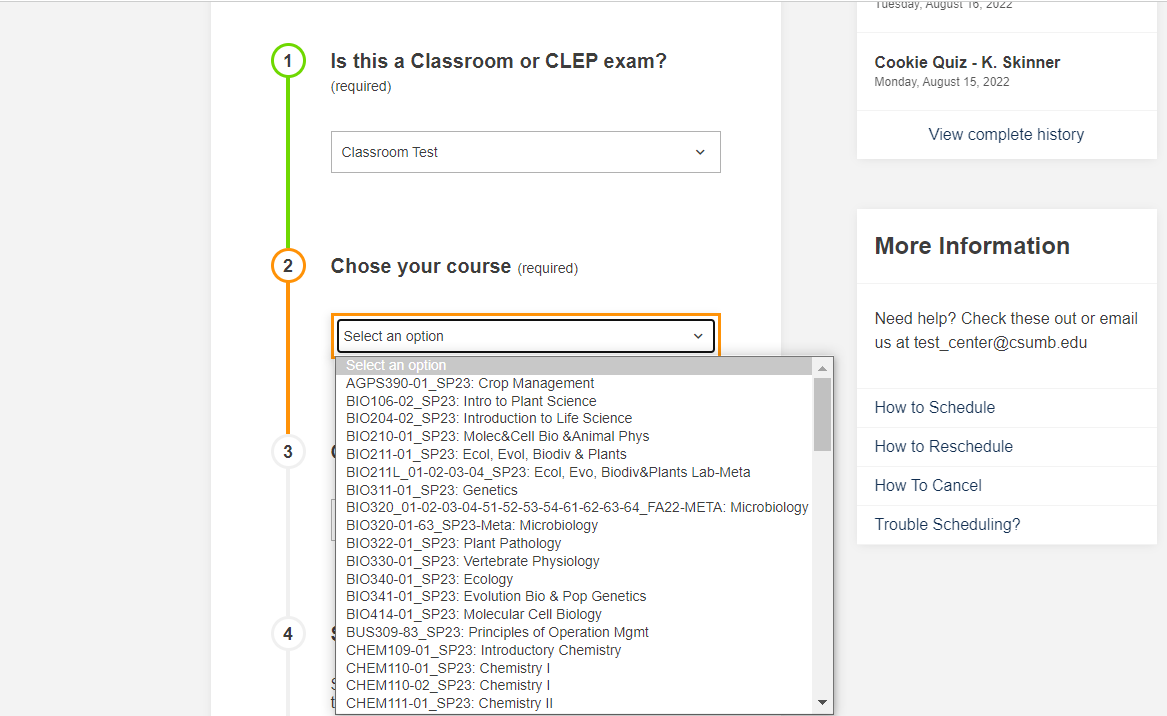 1
Is this a Classroom or CLEP exam?
(required)
Classroom Test
2
Chose your course (required)
Select an option
Select an option
AGPS390-01_SP23: Crop Management
BIO106-02_SP23: Intro to Plant Science
BIO204-02_SP23: Introduction to Life Science
BIO210-01_SP23: Molec&Cell Bio &Animal Phys
BIO211-01_SP23: Ecol, Evol, Biodiv & Plants
BIO211L_01-02-03-04_SP23: Ecol, Evo, Biodiv&Plants Lab-Meta
BIO311-01_SP23: Genetics
BIO320_01-02-03-04-51-52-53-54-61-62-63-64_FA22-META: Microbiology
BIO320-01-63_SP23-Meta: Microbiology
BIO322-01_SP23: Plant Pathology
BIO330-01_SP23: Vertebrate Physiology
BIO340-01_SP23: Ecology
BIO341-01_SP23: Evolution Bio & Pop Genetics
BIO414-01_SP23: Molecular Cell Biology
BUS309-83_SP23: Principles of Operation Mgmt
CHEM109-01_SP23: Introductory Chemistry
CHEM110-01_SP23: Chemistry I
CHEM110-02_SP23: Chemistry I
CHEM111-01_SP23: Chemistry II
3
4
Tuesday, August 16, 2022
Cookie Quiz - K. Skinner
Monday, August 15, 2022
View complete history
More Information
Need help? Check these out or email
us at test_center@csumb.edu
How to Schedule
How to Reschedule
How To Cancel
Trouble Scheduling?